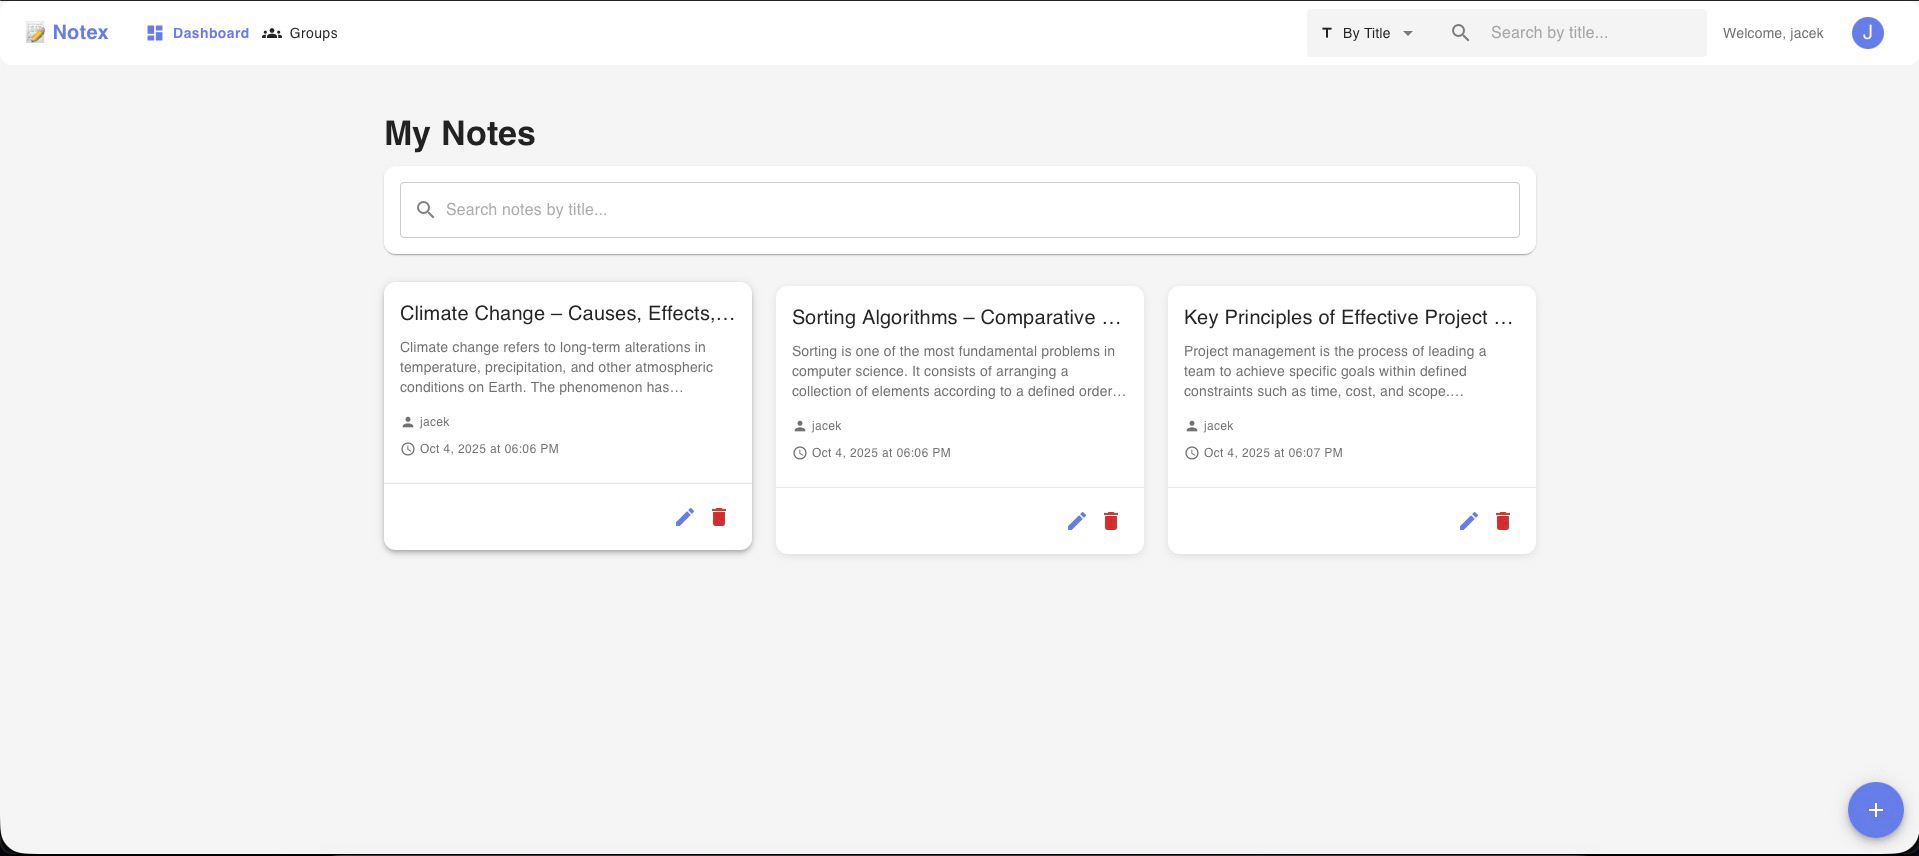 Notex
Dashboard
Groups
By Title
Search by title...
Welcome, jacek
J
My Notes
Search notes by title...
Climate Change – Causes, Effects,...
Climate change refers to long-term alterations in
temperature, precipitation, and other atmospheric
conditions on Earth. The phenomenon has...
jacek
Oct 4, 2025 at 06:06 PM
Sorting Algorithms – Comparative ...
Sorting is one of the most fundamental problems in
computer science. It consists of arranging a
collection of elements according to a defined order...
jacek
Oct 4, 2025 at 06:06 PM
Key Principles of Effective Project ...
Project management is the process of leading a
team to achieve specific goals within defined
constraints such as time, cost, and scope....
jacek
Oct 4, 2025 at 06:07 PM